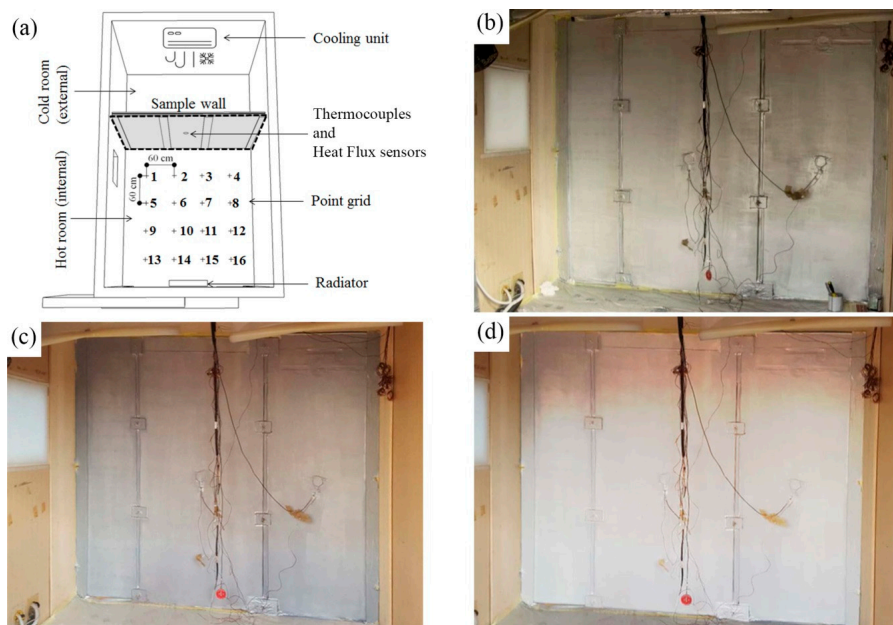 (a)
Cooling unit
Cold room
(external)
Sample wall
Thermocouples
and
Heat Flux sensors
60 cm
1 2 3 4
60 cm
5 6 7 8
Point grid
Hot room (internal)
9 10 11 12
13 14 15 16
Radiator
(b)
(c)
(d)